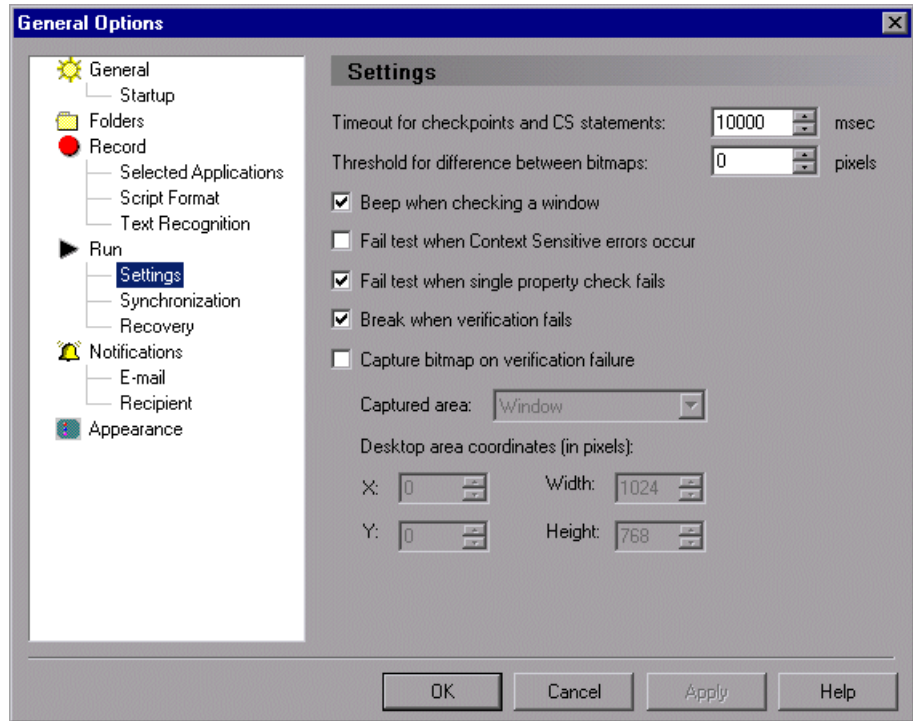 General Options
General
Startup
Folders
Record
Selected Applications
Script Format
Text Recognition
Run
Settings
Synchronization
Recovery
Notifications
E-mail
Recipient
Appearance
Settings
Timeout for checkpoints and CS statements: 10000 msec
Threshold for difference between bitmaps: 0 pixels
Beep when checking a window
Fail test when Context Sensitive errors occur
Fail test when single property check fails
Break when verification fails
Capture bitmap on verification failure
Captured area: Window
Desktop area coordinates (in pixels):
X: 0 Width: 1024
Y: 0 Height: 768
OK Cancel Apply Help